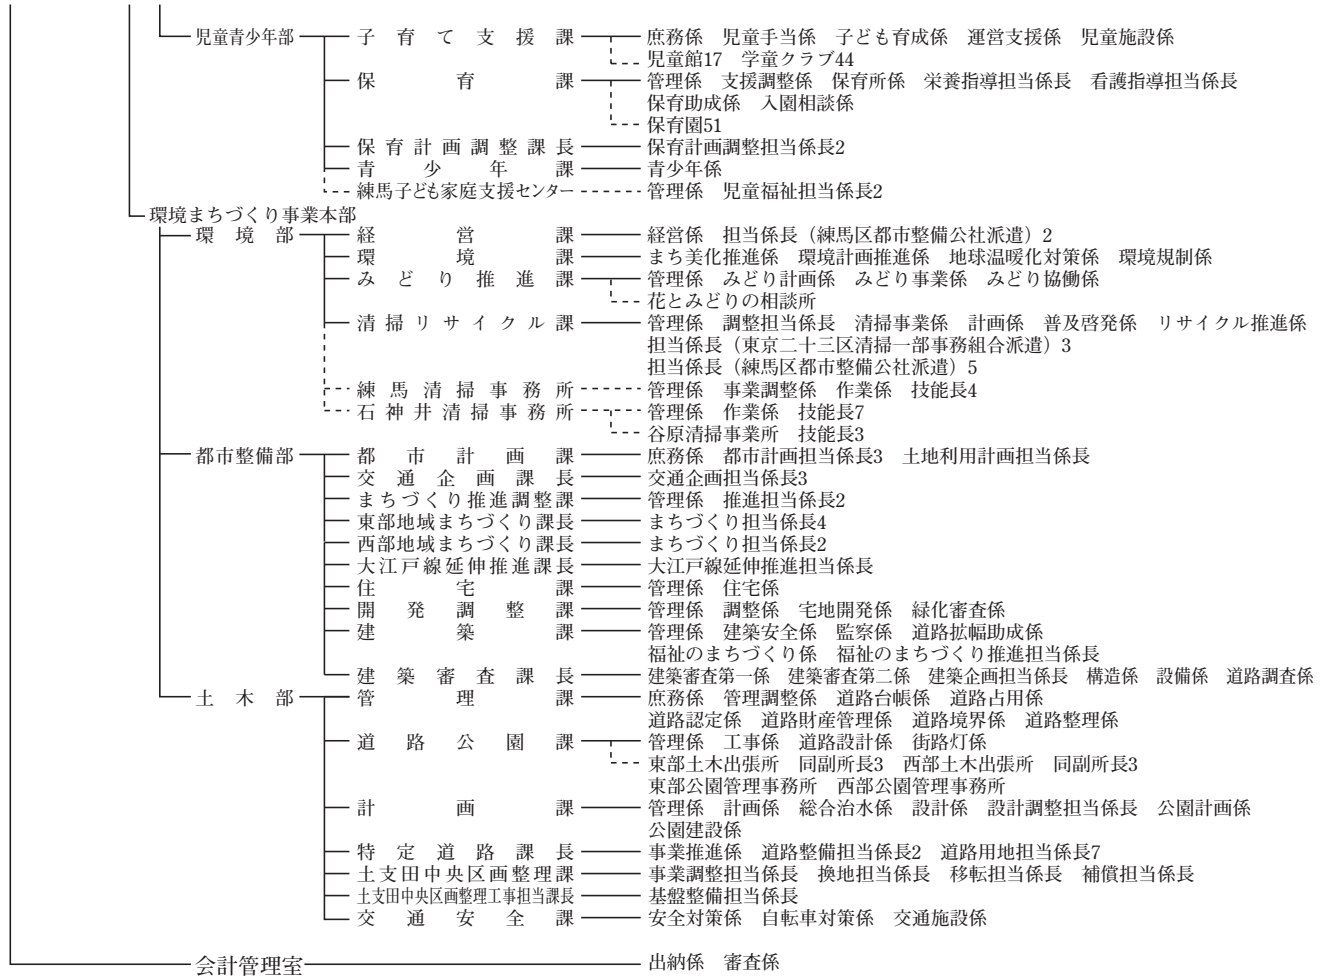 児童青少年部 子育て支援課 庶務係 児童手当係 子ども育成係 運営支援係 児童施設係
児童館17 学童クラブ44
保育課 管理係 支援調整係 保育所係 栄養指導担当係長 看護指導担当係長
保育助成係 入園相談係
保育園51
保育計画調整課長 保育計画調整担当係長2
青少年課 青少年係
練馬子ども家庭支援センター 管理係 児童福祉担当係長2
環境まちづくり事業本部
環境部 経営課 経営係 担当係長（練馬区都市整備公社派遣）2
環境課 まち美化推進係 環境計画推進係 地球温暖化対策係 環境規制係
みどり推進課 管理係 みどり計画係 みどり事業係 みどり協働係
花とみどりの相談所
清掃リサイクル課 管理係 調整担当係長 清掃事業係 計画係 普及啓発係 リサイクル推進係
担当係長（東京二十三区清掃一部事務組合派遣）3
担当係長（練馬区都市整備公社派遣）5
練馬清掃事務所 管理係 事業調整係 作業係 技能長4
石神井清掃事務所 管理係 作業係 技能長7
谷原清掃事業所 技能長3
都市整備部 都市計画課 庶務係 都市計画担当係長3 土地利用計画担当係長
交通企画課長 交通企画担当係長3
まちづくり推進調整課 管理係 推進担当係長2
東部地域まちづくり課長 まちづくり担当係長4
西部地域まちづくり課長 まちづくり担当係長2
大江戸線延伸推進課長 大江戸線延伸推進担当係長
住宅課 管理係 住宅係
開発調整課 管理係 調整係 宅地開発係 緑化審査係
建築課 管理係 建築安全係 監察係 道路拡幅助成係
福祉のまちづくり係 福祉のまちづくり推進担当係長
建築審査課長 建築審査第一係 建築審査第二係 建築企画担当係長 構造係 設備係 道路調査係
土木部 管理課 庶務係 管理調整係 道路台帳係 道路占用係
道路認定係 道路財産管理係 道路境界係 道路整理係
道路公園課 管理係 工事係 道路設計係 街路灯係
東部土木出張所 同副所長3 西部土木出張所 同副所長3
東部公園管理事務所 西部公園管理事務所
計画課 管理係 計画係 総合治水係 設計係 設計調整担当係長 公園計画係
公園建設係
特定道路課長 事業推進係 道路整備担当係長2 道路用地担当係長7
土支田中央区画整理課 事業調整担当係長 換地担当係長 移転担当係長 補償担当係長
土支田中央区画整理工事担当課長 基盤整備担当係長
交通安全課 安全対策係 自転車対策係 交通施設係
会計管理室 出納係 審査係